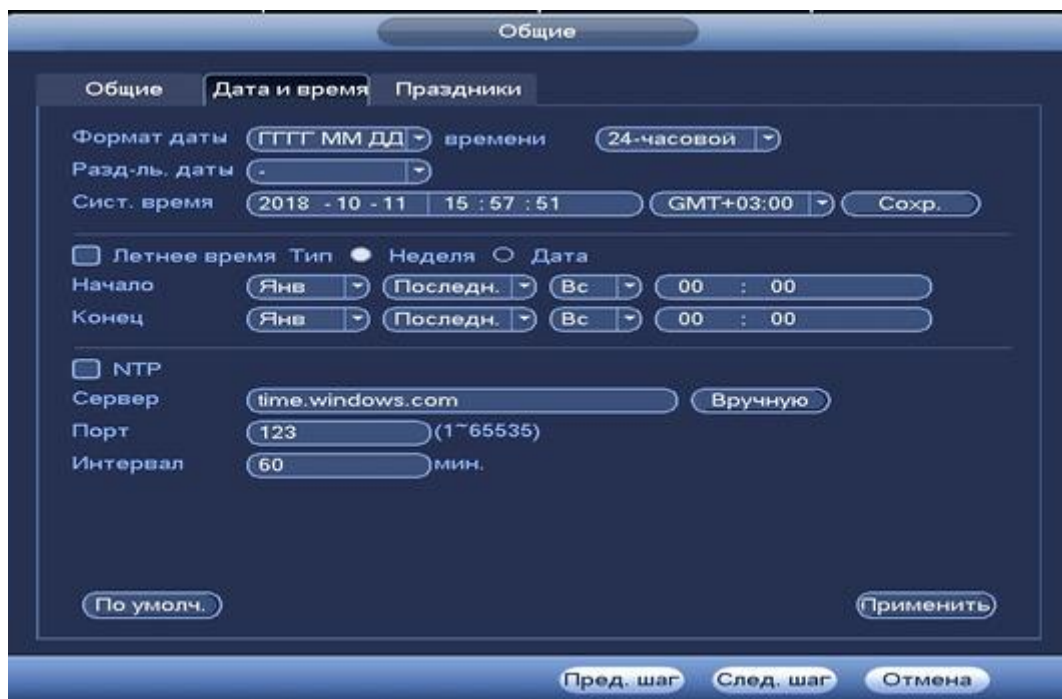 Общие
Общие Дата и время Праздники
Формат даты ГГГГ ММ ДД времени 24-часовой
Разд-ль. даты -
Сист. время 2018 - 10 - 11 15 : 57 : 51 GMT+03:00 Сохр.
Летнее время Тип Неделя Дата
Начало Янв Последн. Вс 00 : 00
Конец Янв Последн. Вс 00 : 00
NTP
Сервер time.windows.com Вручную
Порт 123 (1~65535)
Интервал 60 мин.
По умолч. Применить
Пред. шаг След. шаг Отмена